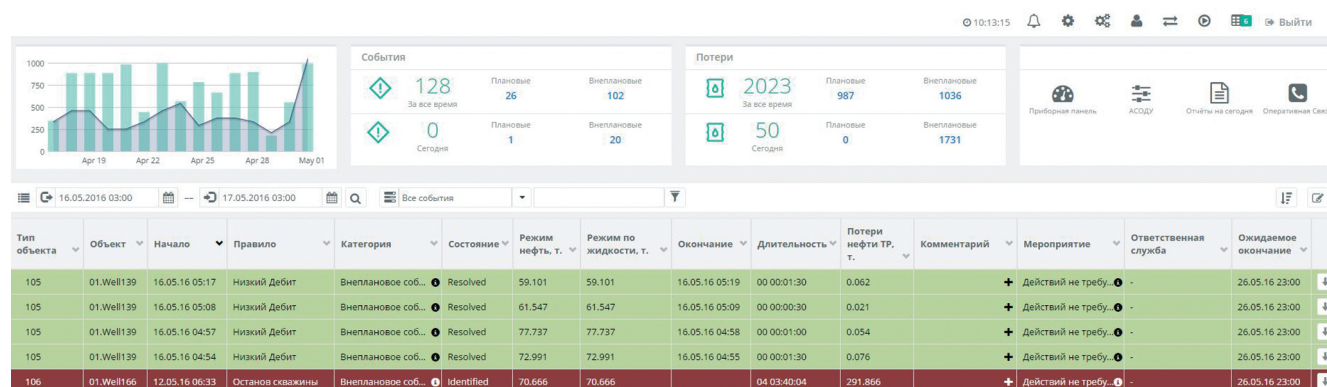 10:13:15 6 Выйти
1000
750
500
250
0
Apr 19 Apr 22 Apr 25 Apr 28 May 01
События
128
За все время
Плановые
26
Внеплановые
102
0
Сегодня
Плановые
1
Внеплановые
20
Потери
2023
За все время
Плановые
987
Внеплановые
1036
50
Сегодня
Плановые
0
Внеплановые
1731
Приборная панель
АСОДУ
Отчёты на сегодня
Оперативная Связ
16.05.2016 03:00 -- 17.05.2016 03:00 Все события
Тип
объекта
Объект
Начало
Правило
Категория
Состояние
Режим
нефть, т.
Режим по
жидкости, т.
Окончание
Длительность
Потери
нефти ТР,
т.
Комментарий
Мероприятие
Ответственная
служба
Ожидаемое
окончание
105 01.Well139 16.05.16 05:17 Низкий Дебит Внеплановое соб... Resolved 59.101 59.101 16.05.16 05:19 00 00:01:30 0.062 Действий не требу... - 26.05.16 23:00
105 01.Well139 16.05.16 05:08 Низкий Дебит Внеплановое соб... Resolved 61.547 61.547 16.05.16 05:09 00 00:00:30 0.021 Действий не требу... - 26.05.16 23:00
105 01.Well139 16.05.16 04:57 Низкий Дебит Внеплановое соб... Resolved 77.737 77.737 16.05.16 04:58 00 00:01:00 0.054 Действий не требу... - 26.05.16 23:00
105 01.Well139 16.05.16 04:54 Низкий Дебит Внеплановое соб... Resolved 72.991 72.991 16.05.16 04:55 00 00:01:30 0.076 Действий не требу... - 26.05.16 23:00
106 01.Well166 12.05.16 06:33 Останов скважины Внеплановое соб... Identified 70.666 70.666 04 03:40:04 291.866 Действий не требу... - 26.05.16 23:00